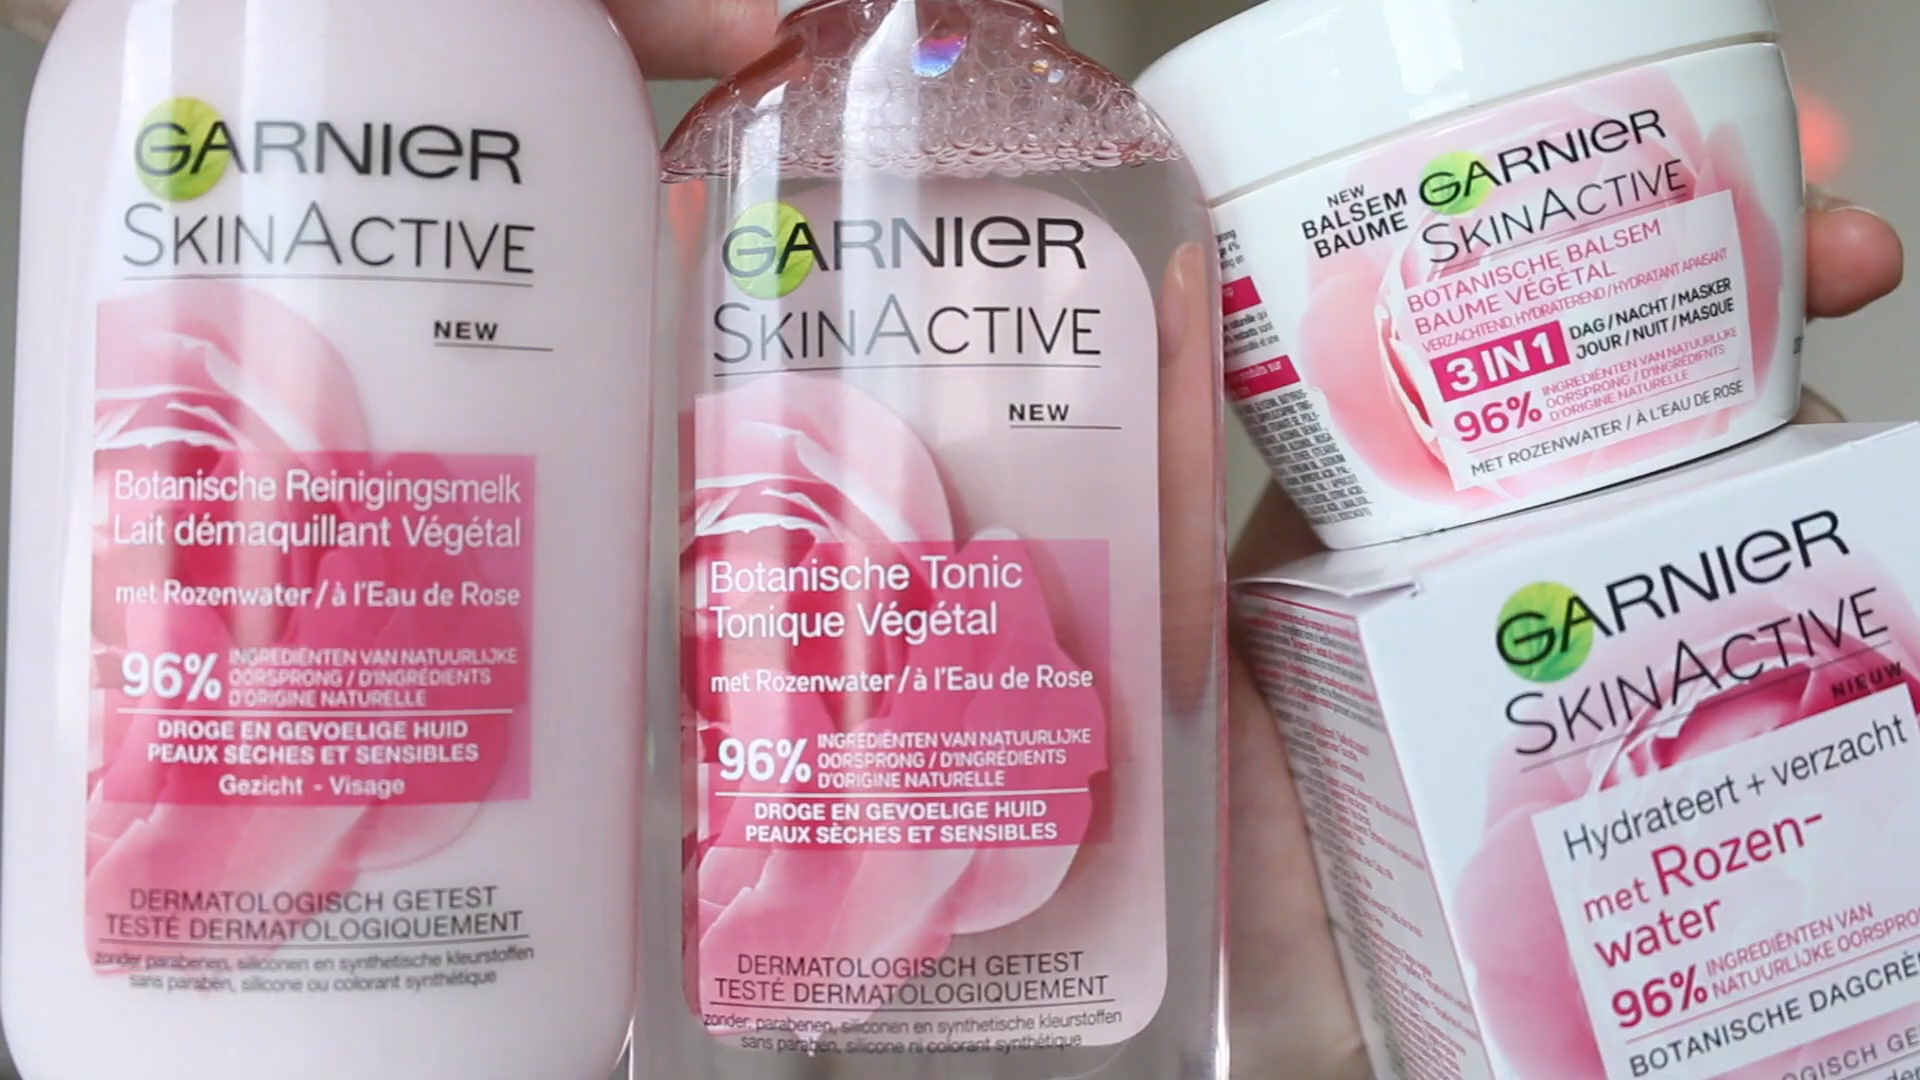 GARNIER
SKINACTIVE
NEW
Botanische Reinigingsmelk
Lait démaquillant Végétal
met Rozenwater / à l'Eau de Rose
96% INGREDIËNTEN VAN NATUURLIJKE
OORSPRONG / D'INGRÉDIENTS
D'ORIGINE NATURELLE
DROGE EN GEVOELIGE HUID
PEAUX SÈCHES ET SENSIBLES
Gezicht - Visage
DERMATOLOGISCH GETEST
TESTÉ DERMATOLOGIQUEMENT
zonder parabenen, siliconen en synthetische kleurstoffen
sans paraben, silicone ou colorant synthétique
GARNIER
SKINACTIVE
NEW
Botanische Tonic
Tonique Végétal
met Rozenwater / à l'Eau de Rose
96% INGREDIËNTEN VAN NATUURLIJKE
OORSPRONG / D'INGRÉDIENTS
D'ORIGINE NATURELLE
DROGE EN GEVOELIGE HUID
PEAUX SÈCHES ET SENSIBLES
DERMATOLOGISCH GETEST
TESTÉ DERMATOLOGIQUEMENT
zonder parabenen, siliconen en synthetische kleurstoffen
sans paraben, silicone ni colorant synthétique
NEW
BALSEM
BAUME
GARNIER
SKINACTIVE
BOTANISCHE BALSEM
BAUME VÉGÉTAL
VERZACHTEND, HYDRATEREND / HYDRATANT APAISANT
3 IN 1 DAG / NACHT / MASKER
JOUR / NUIT / MASQUE
96% INGREDIËNTEN VAN NATUURLIJKE
OORSPRONG / D'INGRÉDIENTS
D'ORIGINE NATURELLE
MET ROZENWATER / À L'EAU DE ROSE
GARNIER
SKINACTIVE
NIEUW
Hydrateert + verzacht
met Rozen-
water
96% INGREDIËNTEN VAN
NATUURLIJKE OORSPRO
BOTANISCHE DAGCRÈ
OGISCH GE